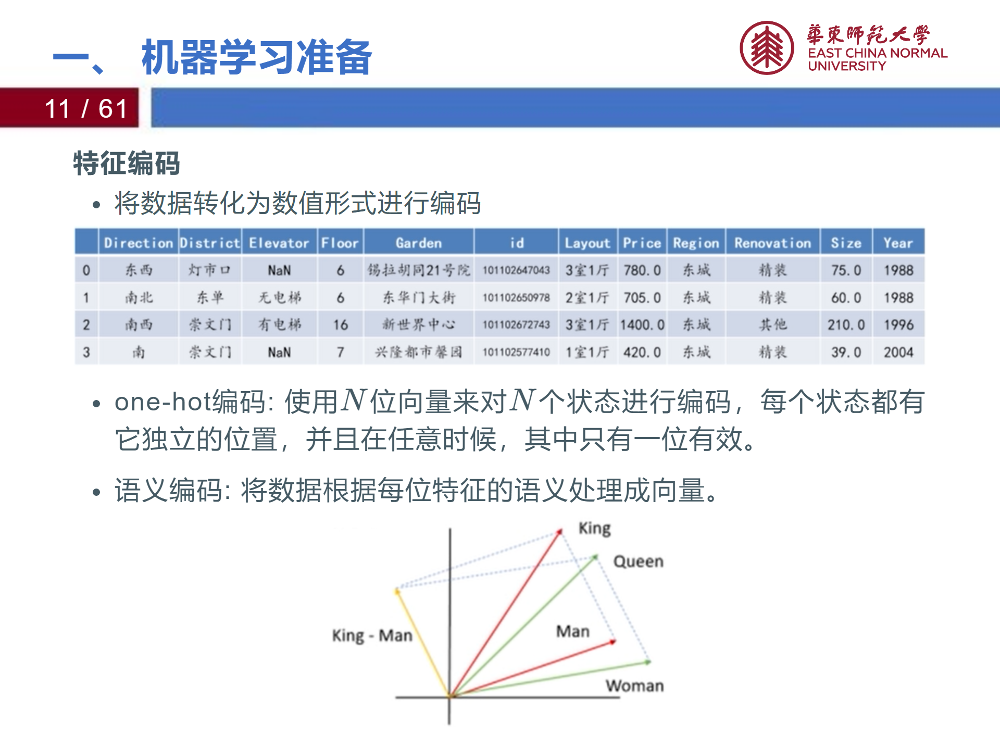 一、 机器学习准备
華東師範大學
EAST CHINA NORMAL
UNIVERSITY
11 / 61
特征编码
• 将数据转化为数值形式进行编码
Direction District Elevator Floor Garden id Layout Price Region Renovation Size Year
0 东西 灯市口 NaN 6 锡拉胡同21号院 101102647043 3室1厅 780.0 东城 精装 75.0 1988
1 南北 东单 无电梯 6 东华门大街 101102650978 2室1厅 705.0 东城 精装 60.0 1988
2 南西 崇文门 有电梯 16 新世界中心 101102672743 3室1厅 1400.0 东城 其他 210.0 1996
3 南 崇文门 NaN 7 兴隆都市馨园 101102577410 1室1厅 420.0 东城 精装 39.0 2004
• one-hot编码: 使用N位向量来对N个状态进行编码，每个状态都有
它独立的位置，并且在任意时候，其中只有一位有效。
• 语义编码: 将数据根据每位特征的语义处理成向量。
King
Queen
Man
King - Man
Woman